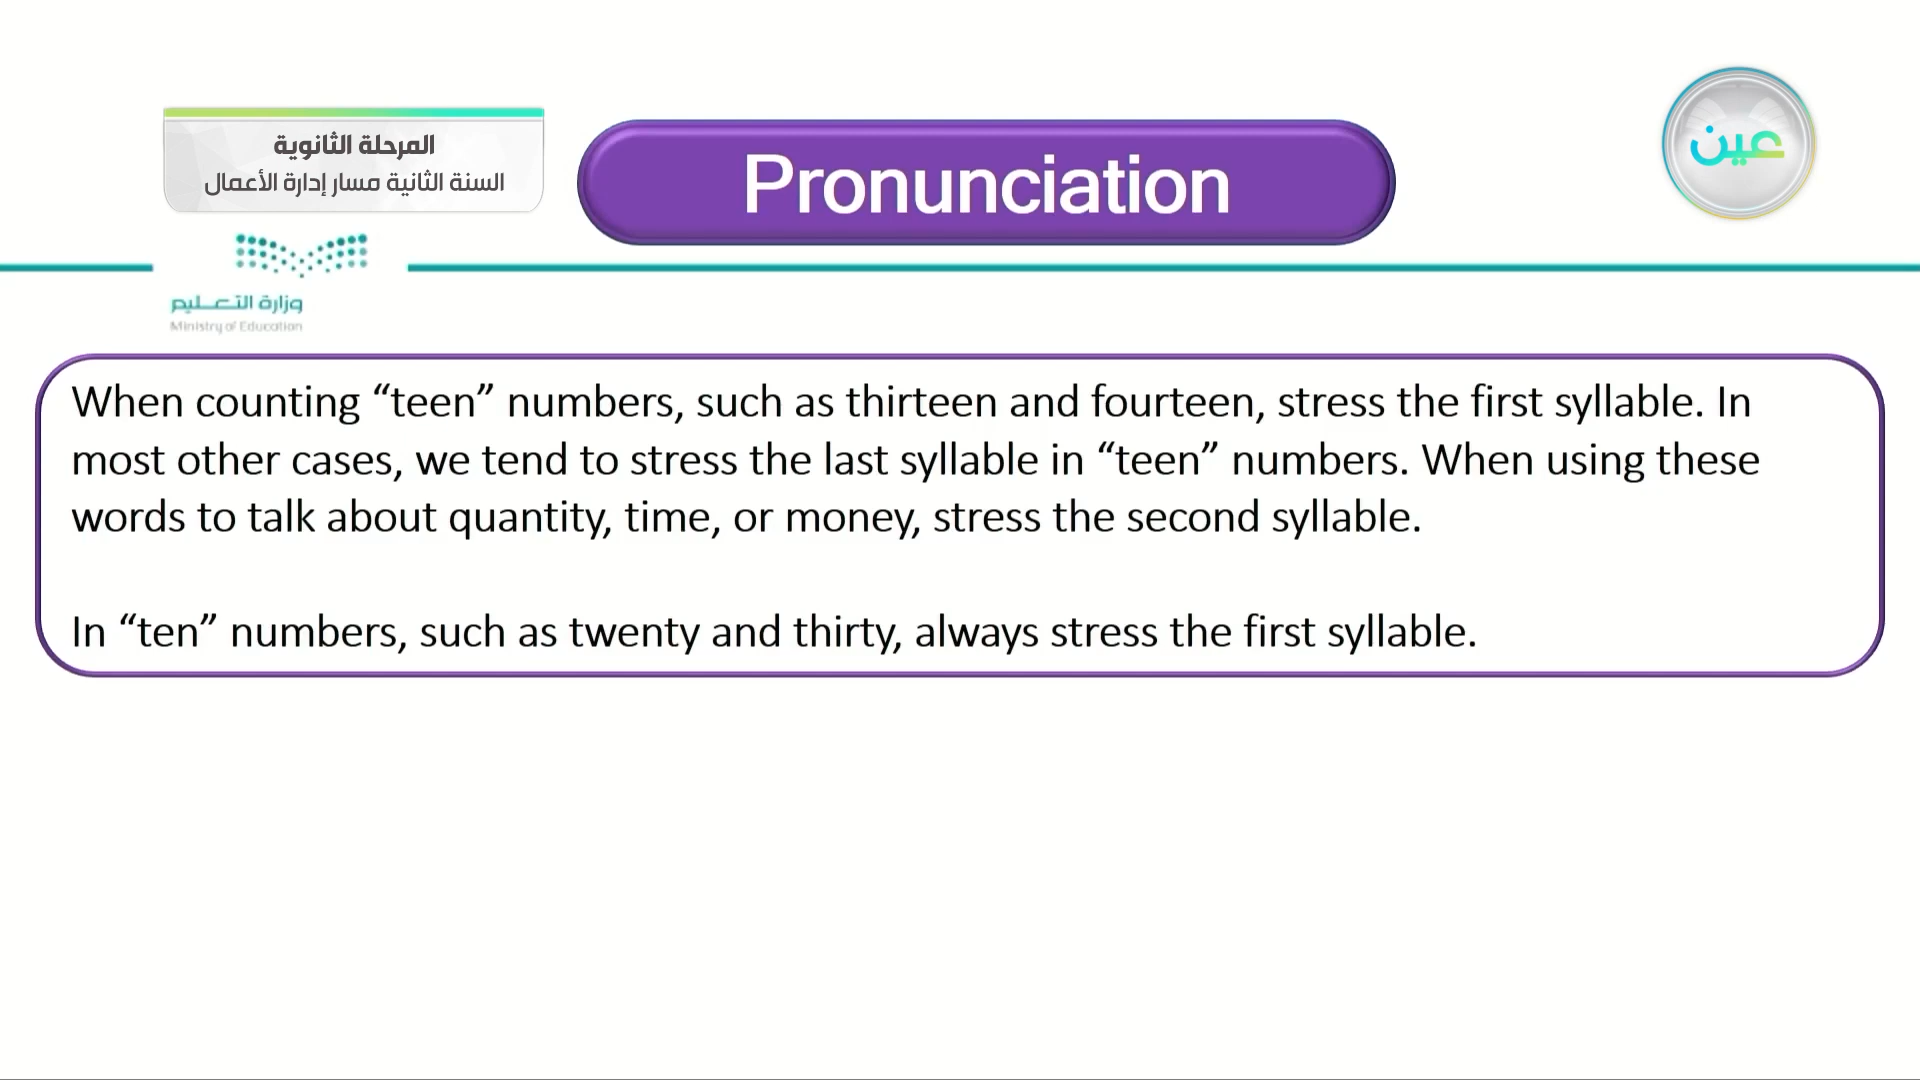 المرحلة الثانوية
السنة الثانية مسار إدارة الأعمال
Pronunciation
عين
وزارة التعليم
Ministry of Education
When counting “teen” numbers, such as thirteen and fourteen, stress the first syllable. In
most other cases, we tend to stress the last syllable in “teen” numbers. When using these
words to talk about quantity, time, or money, stress the second syllable.
In “ten” numbers, such as twenty and thirty, always stress the first syllable.